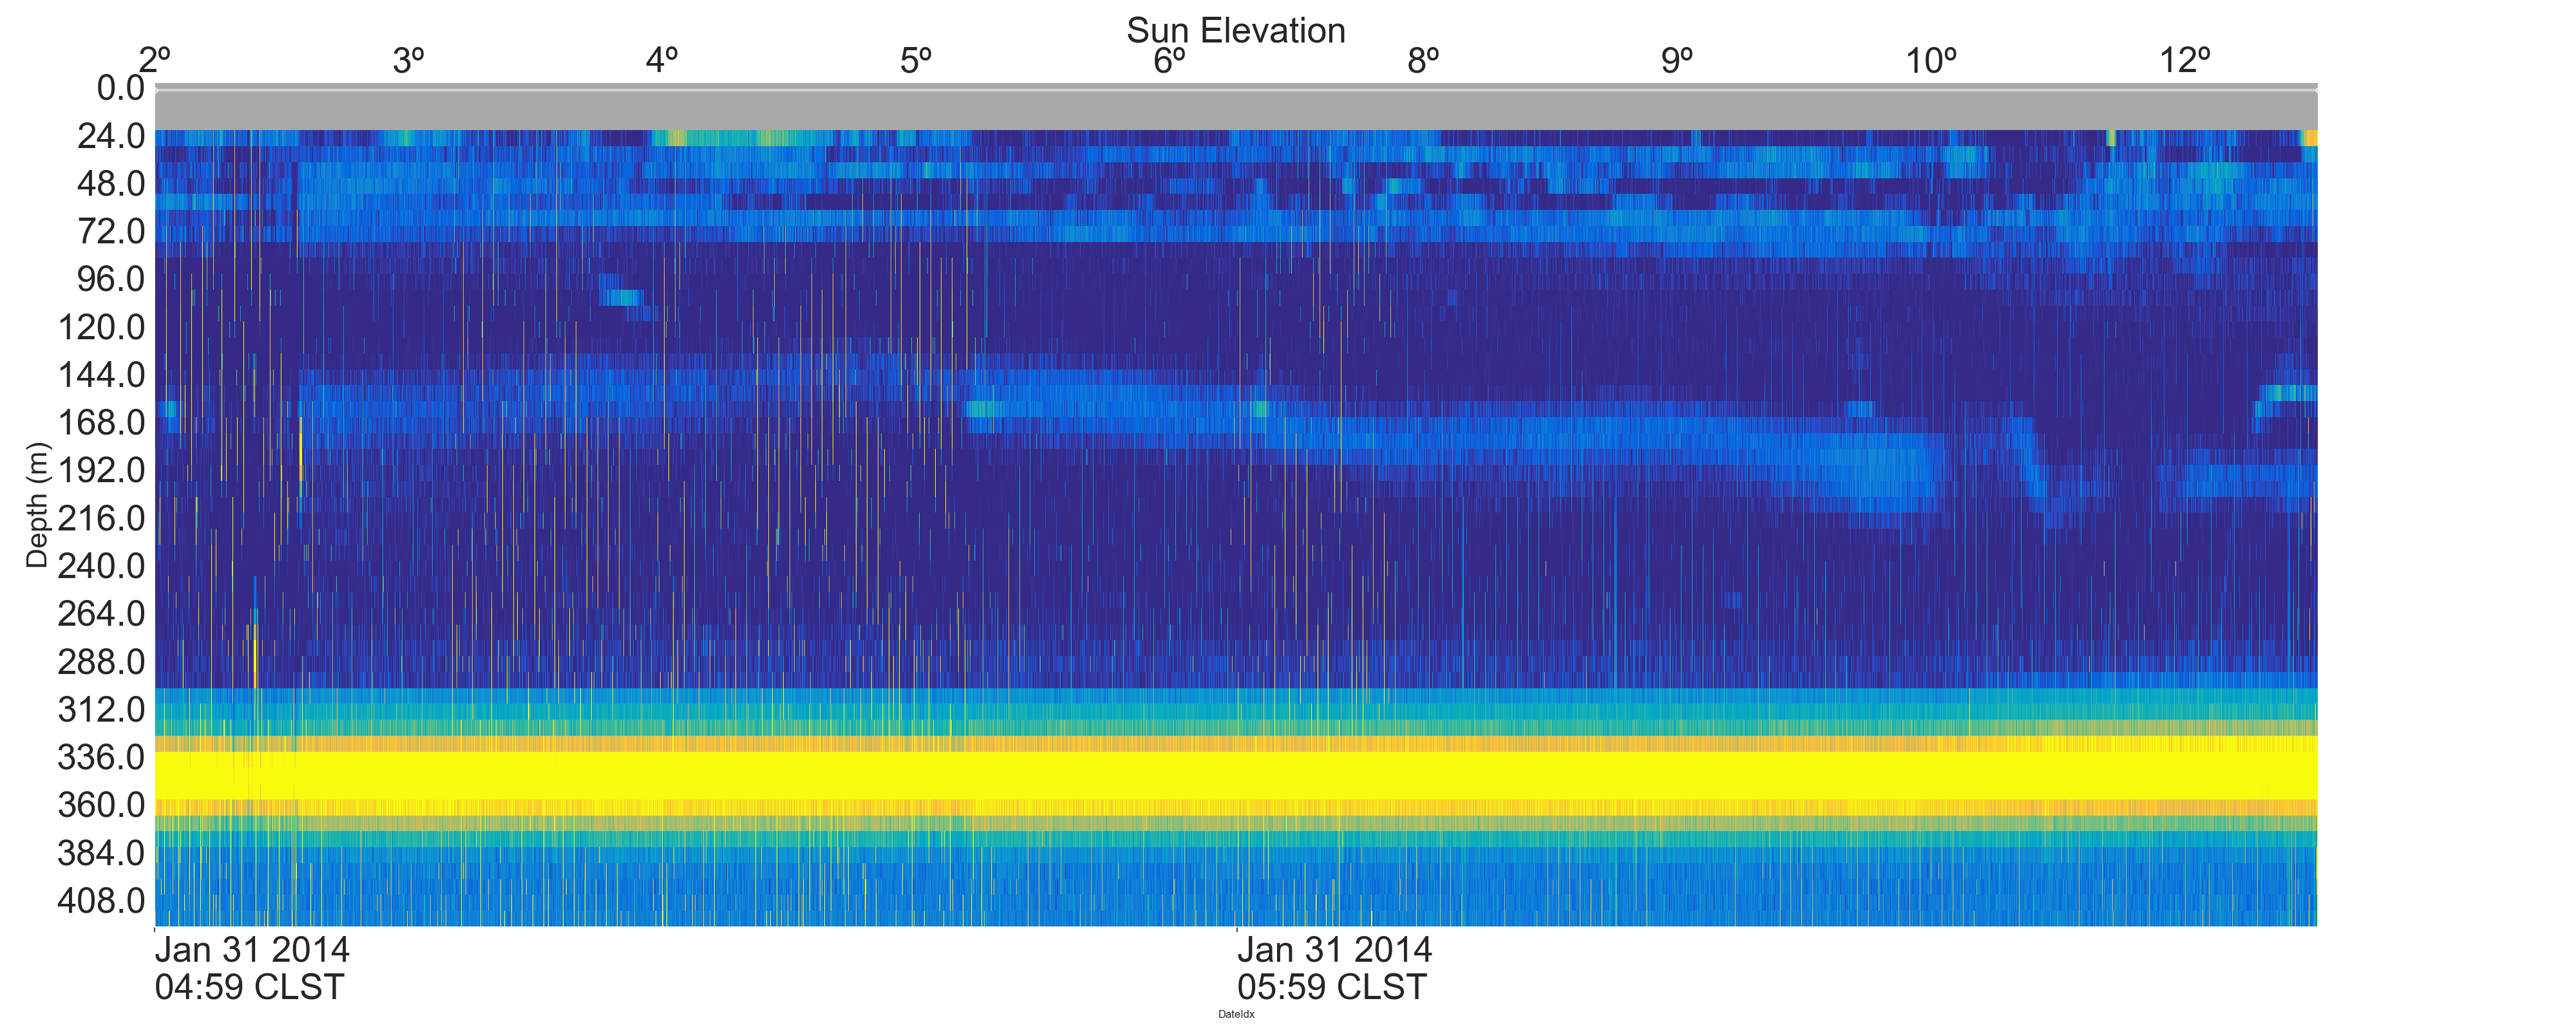 Sun Elevation
2º 3º 4º 5º 6º 7º 8º 9º 10º 12º
0.0
24.0
48.0
72.0
96.0
120.0
144.0
168.0
192.0
216.0
240.0
264.0
288.0
312.0
336.0
360.0
384.0
408.0
Depth (m)
Jan 31 2014
04:59 CLST
Jan 31 2014
05:59 CLST
DateIdx